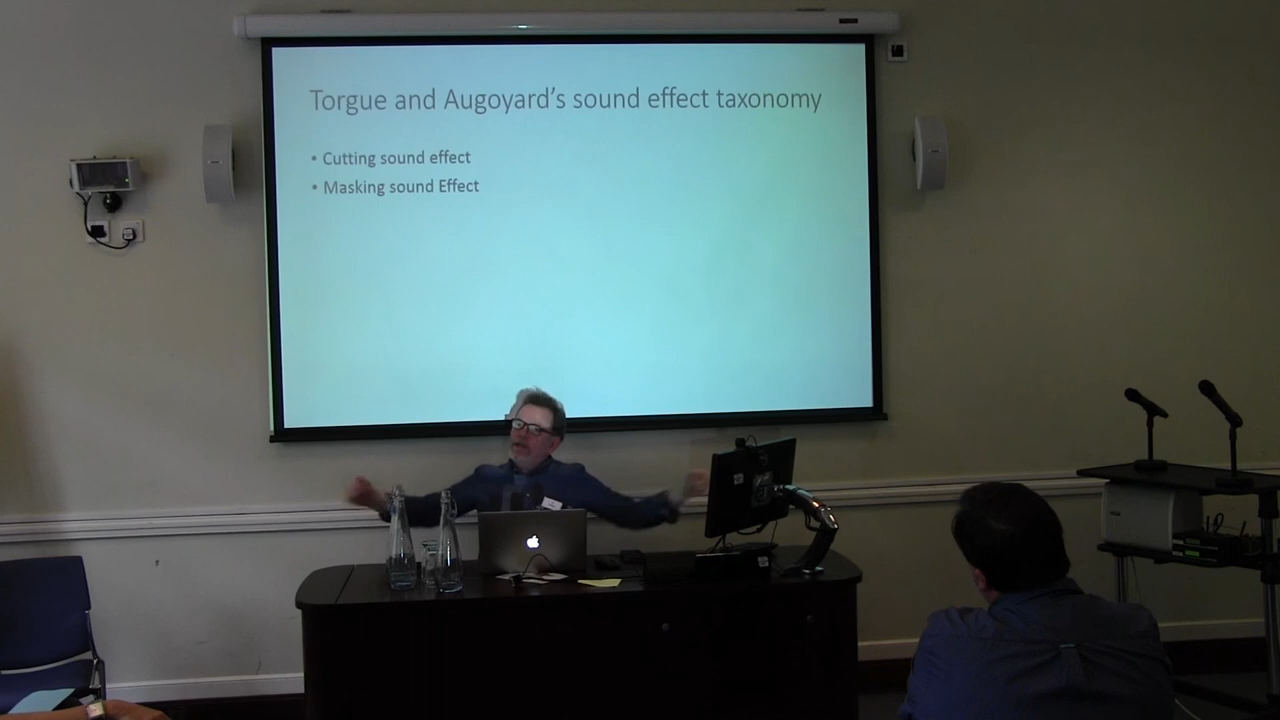 Torgue and Augoyard's sound effect taxonomy
• Cutting sound effect
• Masking sound Effect